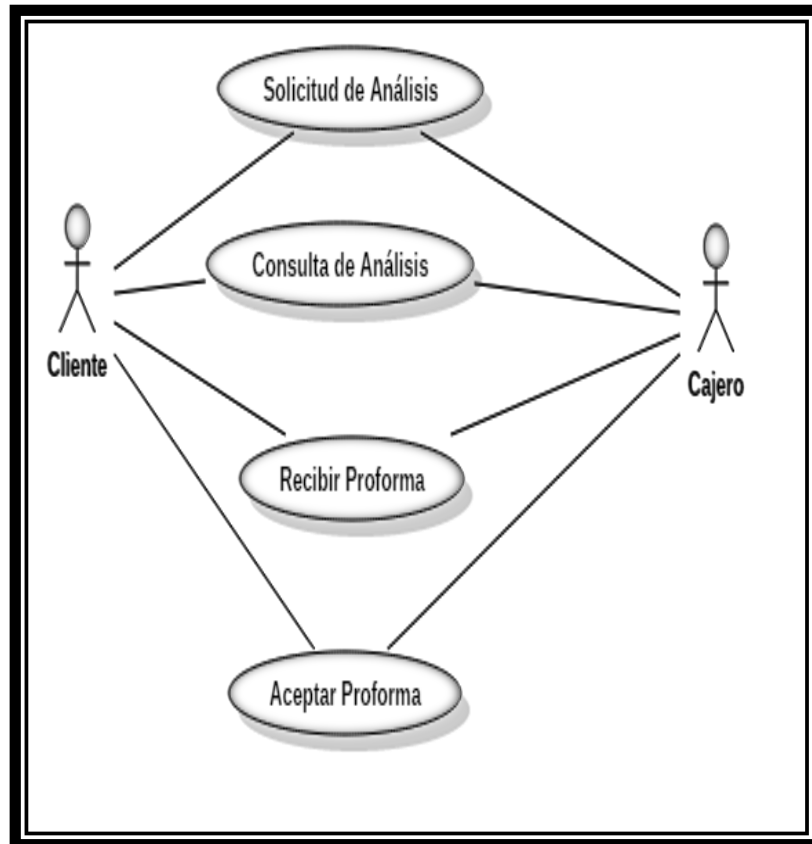 Solicitud de Análisis
Consulta de Análisis
Cliente
Cajero
Recibir Proforma
Aceptar Proforma